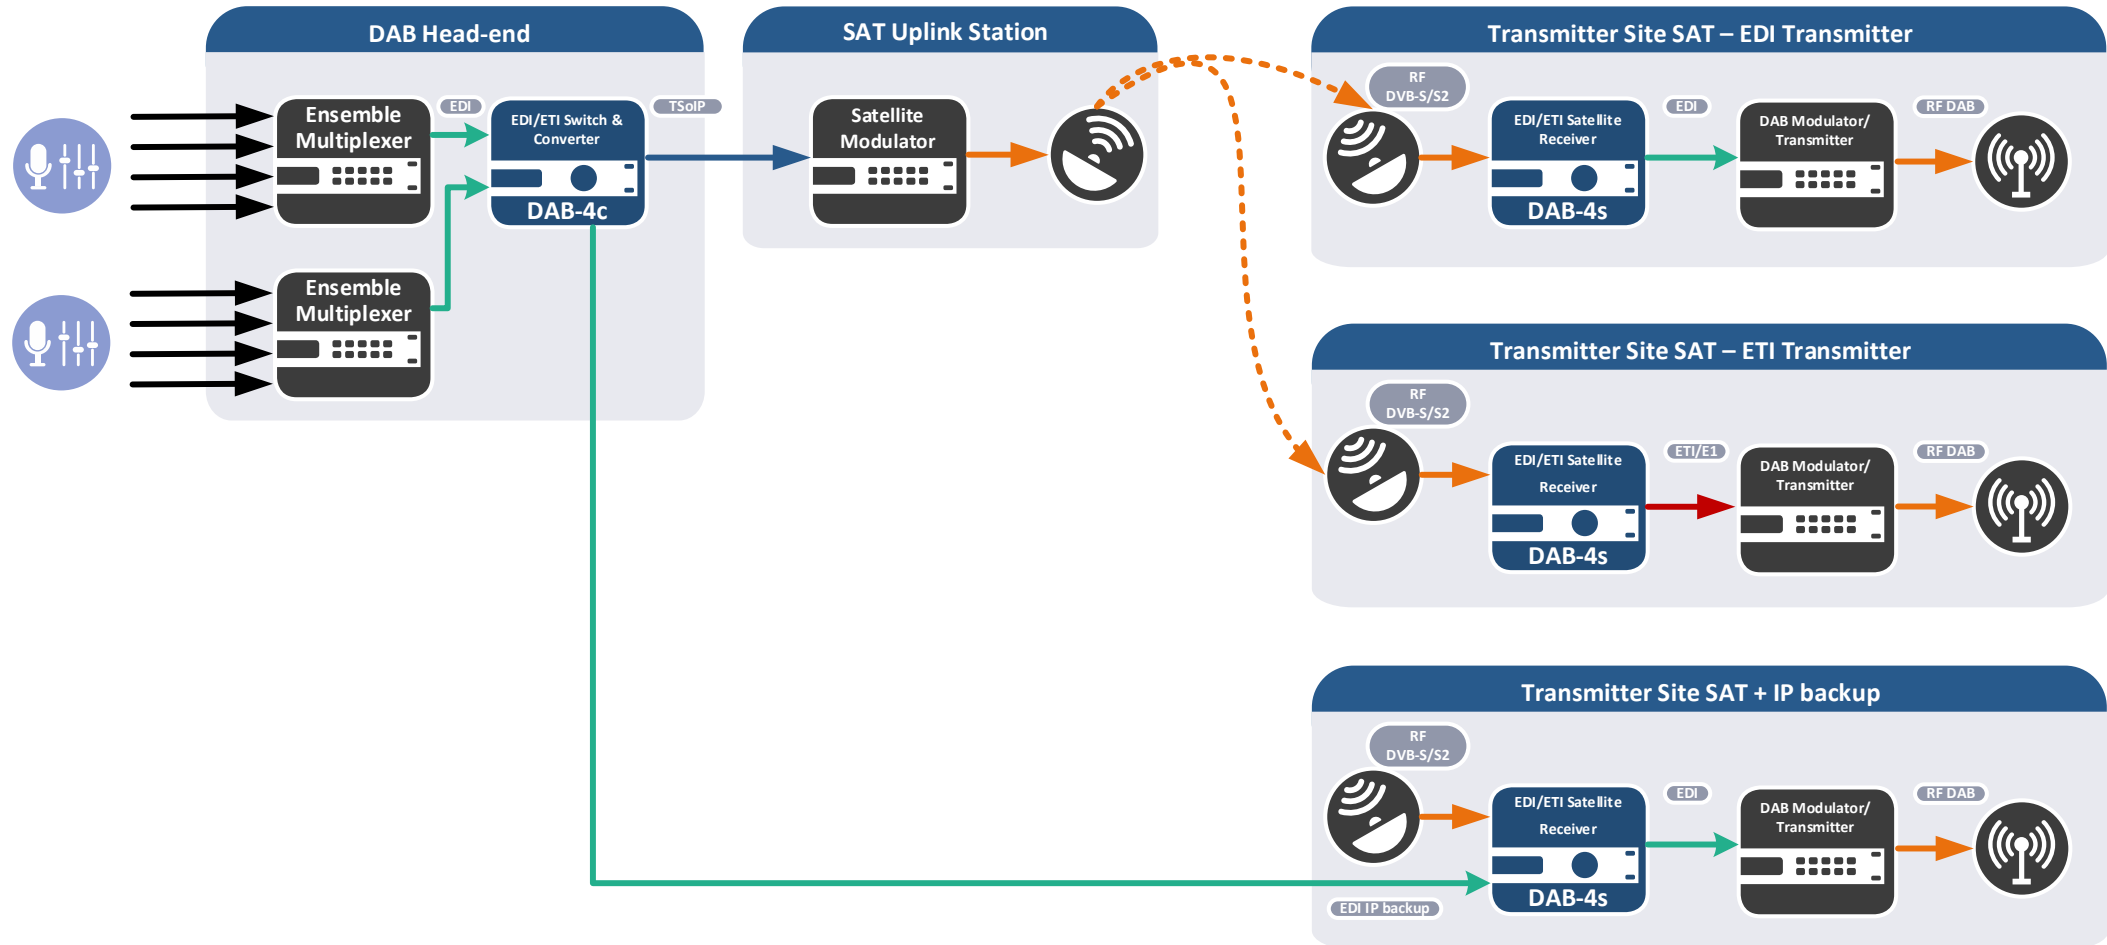 DAB Head-end
Ensemble
Multiplexer
EDI
EDI/ETI Switch &
Converter
DAB-4c
TSoIP
Ensemble
Multiplexer
SAT Uplink Station
Satellite
Modulator
Transmitter Site SAT – EDI Transmitter
RF
DVB-S/S2
EDI/ETI Satellite
Receiver
DAB-4s
EDI
DAB Modulator/
Transmitter
RF DAB
Transmitter Site SAT – ETI Transmitter
RF
DVB-S/S2
EDI/ETI Satellite
Receiver
DAB-4s
ETI/E1
DAB Modulator/
Transmitter
RF DAB
Transmitter Site SAT + IP backup
RF
DVB-S/S2
EDI IP backup
EDI/ETI Satellite
Receiver
DAB-4s
EDI
DAB Modulator/
Transmitter
RF DAB